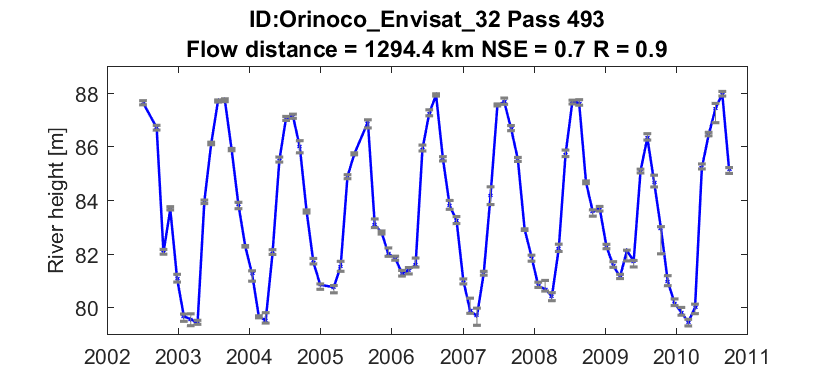 ID:Orinoco_Envisat_32 Pass 493
Flow distance = 1294.4 km NSE = 0.7 R = 0.9
River height [m]
88
86
84
82
80
2002 2003 2004 2005 2006 2007 2008 2009 2010 2011